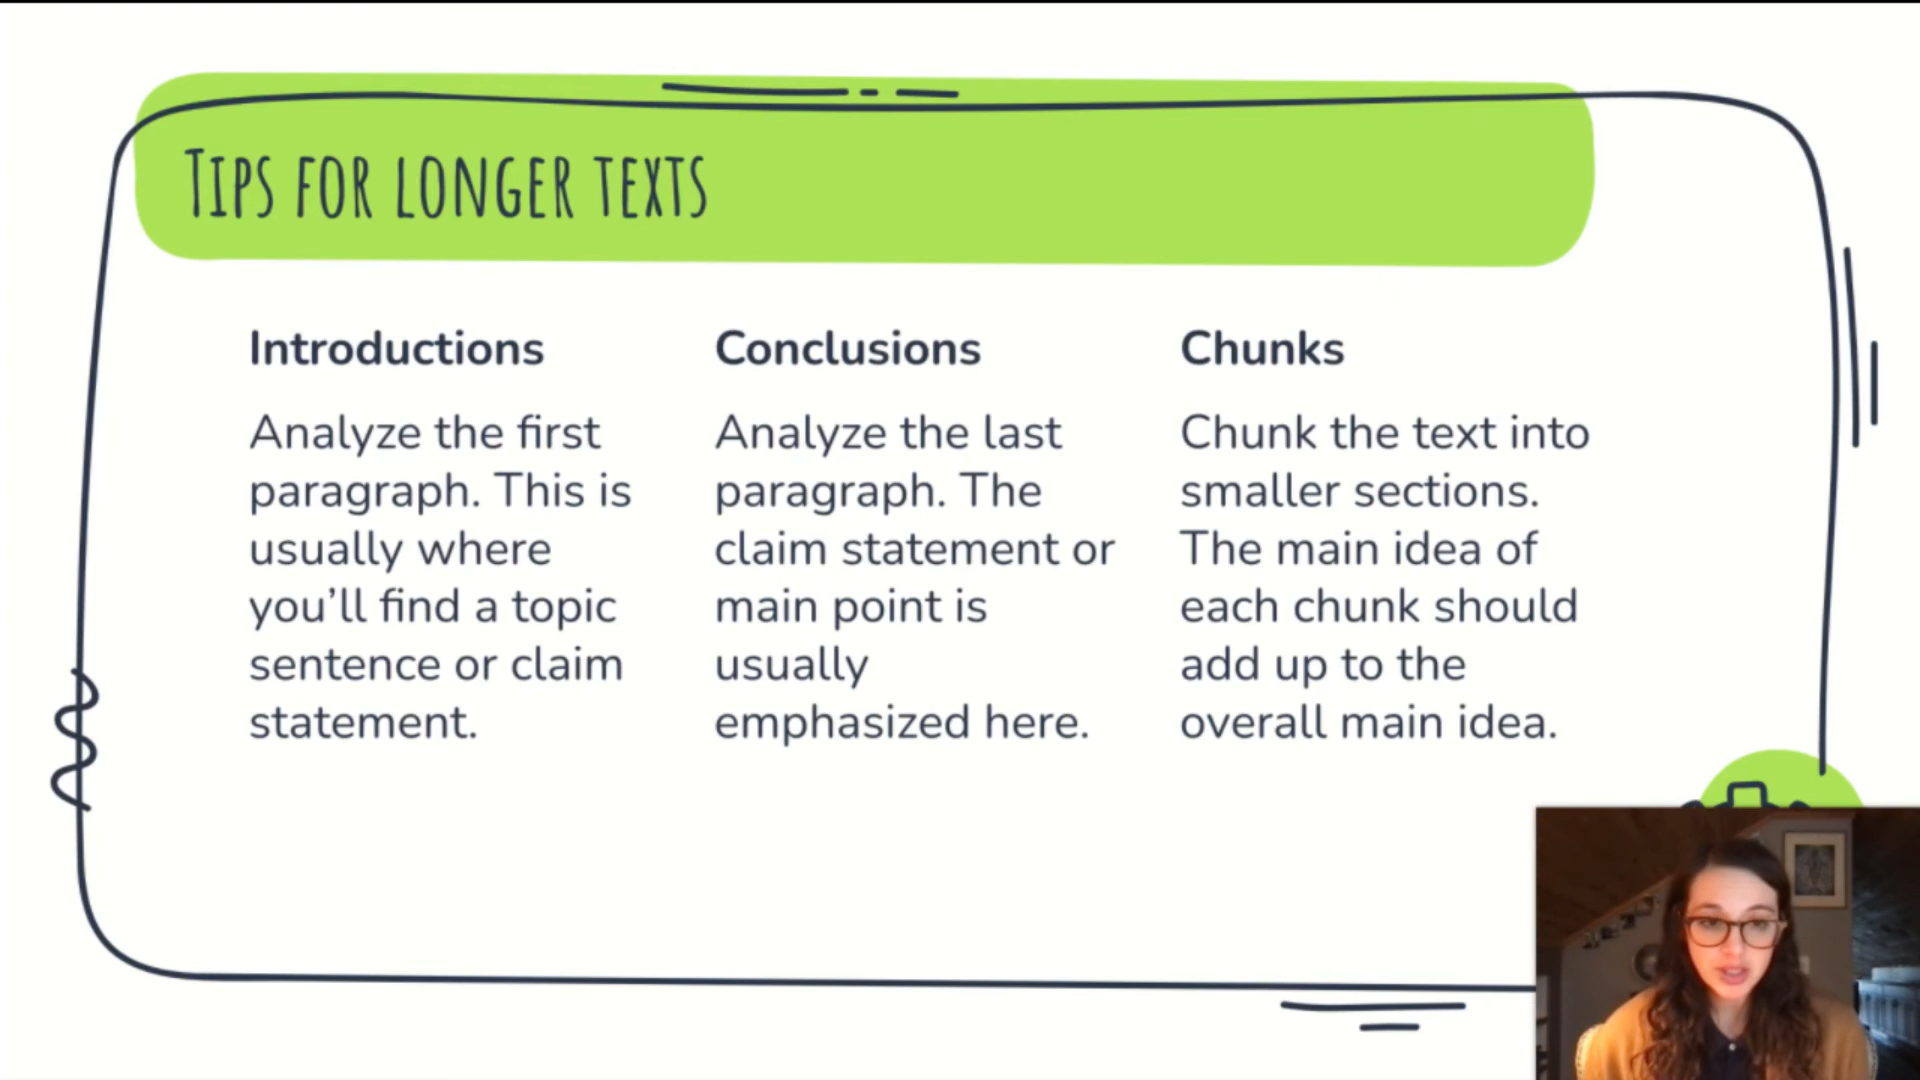 Tips for longer texts
Introductions
Analyze the first
paragraph. This is
usually where
you’ll find a topic
sentence or claim
statement.
Conclusions
Analyze the last
paragraph. The
claim statement or
main point is
usually
emphasized here.
Chunks
Chunk the text into
smaller sections.
The main idea of
each chunk should
add up to the
overall main idea.